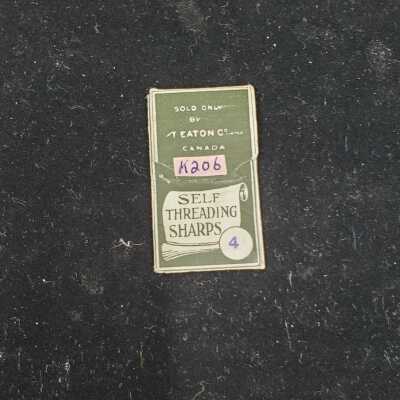 SOLD ONLY
BY
T. EATON Co.
CANADA
K206
SELF
THREADING
SHARPS
4